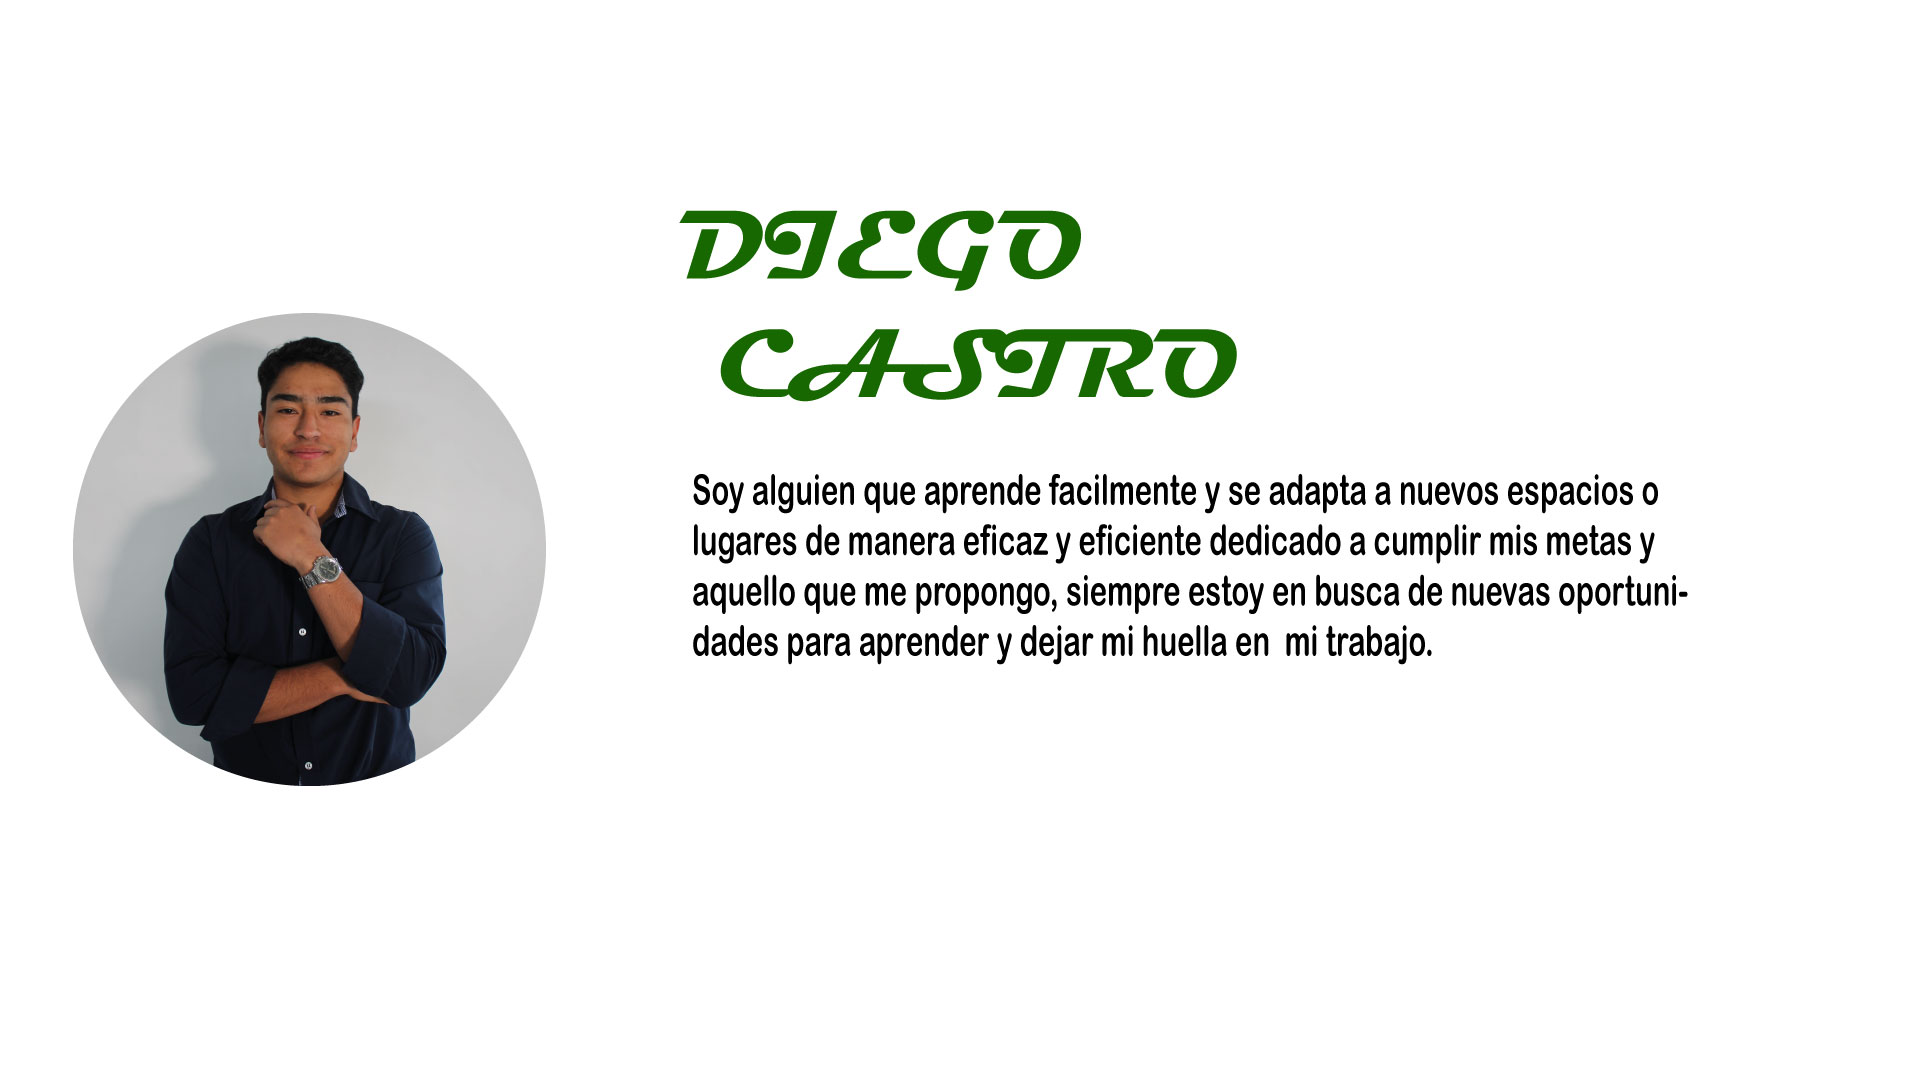 DIEGO
CASTRO
Soy alguien que aprende facilmente y se adapta a nuevos espacios o
lugares de manera eficaz y eficiente dedicado a cumplir mis metas y
aquello que me propongo, siempre estoy en busca de nuevas oportuni-
dades para aprender y dejar mi huella en  mi trabajo.